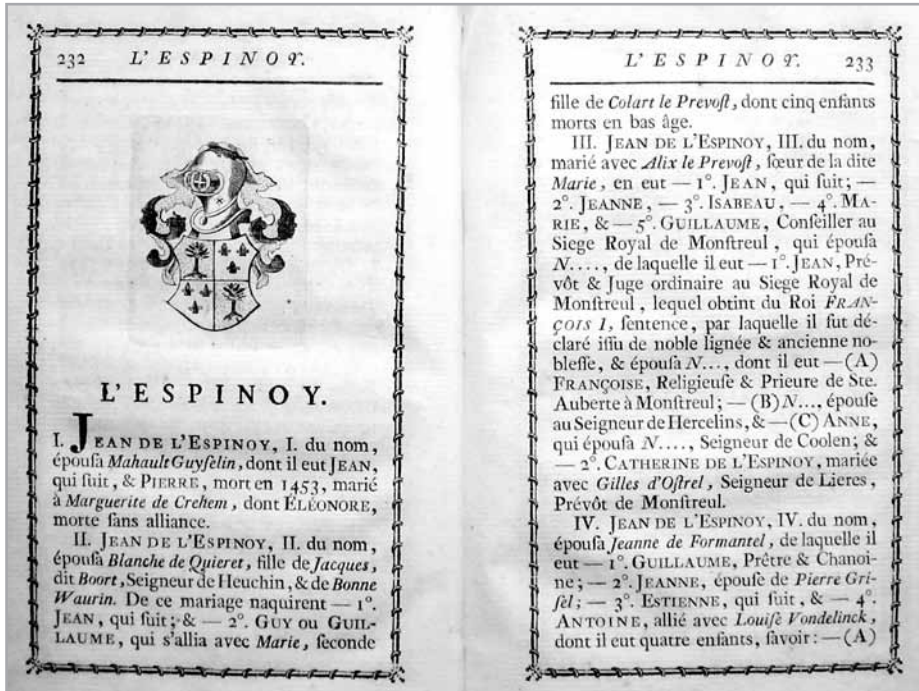 232 L'ESPINOY.
L'ESPINOY.
I. JEAN DE L'ESPINOY, I. du nom,
épouſa Mahault Guyſelin, dont il eut JEAN,
qui ſuit, & PIERRE, mort en 1453, marié
à Marguerite de Crehem, dont ÉLÉONORE,
morte ſans alliance.
II. JEAN DE L'ESPINOY, II. du nom,
épouſa Blanche de Quieret, fille de Jacques,
dit Boort, Seigneur de Heuchin, & de Bonne
Waurin. De ce mariage naquirent — 1°.
JEAN, qui ſuit; & — 2°. GUY ou GUIL-
LAUME, qui s'allia avec Marie, ſeconde
L'ESPINOY. 233
fille de Colart le Prevoſt, dont cinq enfants
morts en bas âge.
III. JEAN DE L'ESPINOY, III. du nom,
marié avec Alix le Prevoſt, ſœur de la dite
Marie, en eut — 1°. JEAN, qui ſuit; —
2°. JEANNE, — 3°. ISABEAU, — 4°. MA-
RIE, & — 5°. GUILLAUME, Conſeiller au
Siege Royal de Monſtreul, qui épouſa
N...., de laquelle il eut — 1°. JEAN, Pré-
vôt & Juge ordinaire au Siege Royal de
Monſtreul, lequel obtint du Roi FRAN-
ÇOIS I, ſentence, par laquelle il fut dé-
claré iſſu de noble lignée & ancienne no-
bleſſe, & épouſa N..., dont il eut — (A)
FRANÇOISE, Religieuſe & Prieure de Ste.
Auberte à Monſtreul; — (B) N..., épouſe
au Seigneur de Hercelins, & — (C) ANNE,
qui épouſa N...., Seigneur de Coolen; &
— 2°. CATHERINE DE L'ESPINOY, mariée
avec Gilles d'Oſtrel, Seigneur de Lieres,
Prévôt de Monſtreul.
IV. JEAN DE L'ESPINOY, IV. du nom,
épouſa Jeanne de Formantel, de laquelle il
eut — 1°. GUILLAUME, Prêtre & Chanoi-
ne; — 2°. JEANNE, épouſe de Pierre Gri-
ſel; — 3°. ESTIENNE, qui ſuit, & — 4°.
ANTOINE, allié avec Louiſe Vondelinck,
dont il eut quatre enfants, ſavoir: — (A)